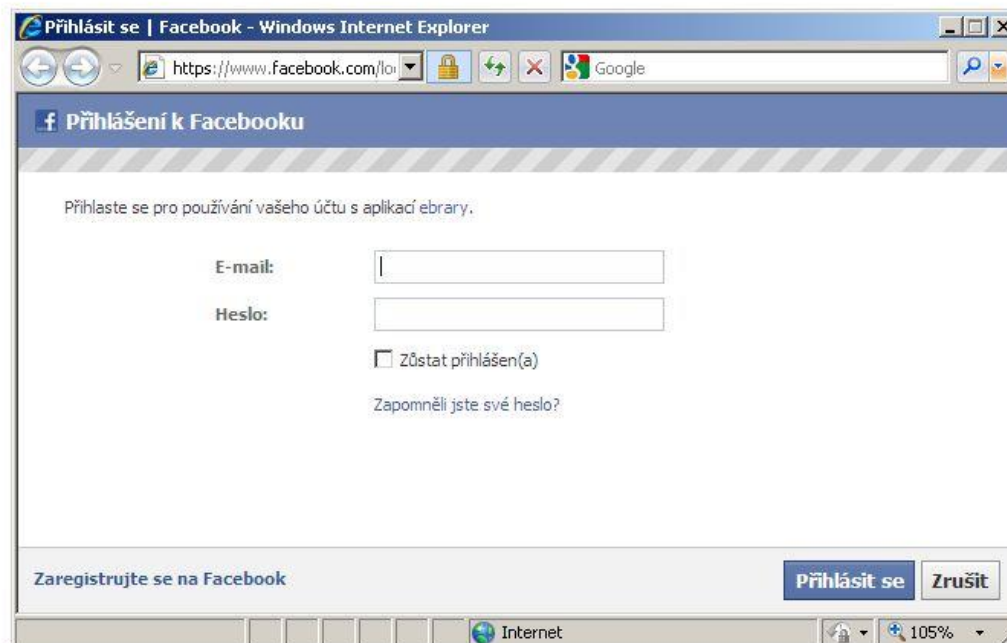 Přihlásit se | Facebook - Windows Internet Explorer
https://www.facebook.com/lo
Google
f Přihlášení k Facebooku
Přihlaste se pro používání vašeho účtu s aplikací ebrary.
E-mail:
Heslo:
Zůstat přihlášen(a)
Zapomněli jste své heslo?
Zaregistrujte se na Facebook
Přihlásit se
Zrušit
Internet
105%